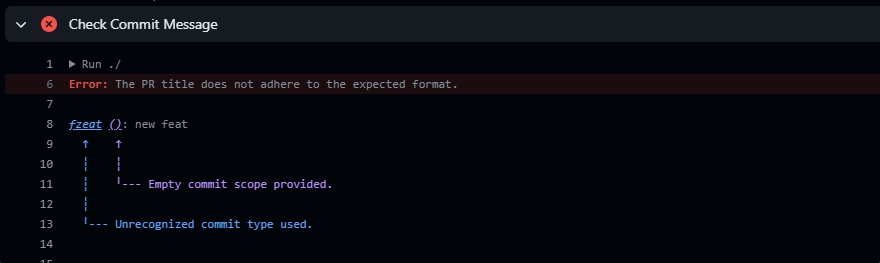 Check Commit Message
1 ▶ Run ./
6 Error: The PR title does not adhere to the expected format.
7
8 fzeat (): new feat
9 ↑ ↑
10 ¦ ¦
11 ¦ '--- Empty commit scope provided.
12 ¦
13 '--- Unrecognized commit type used.
14